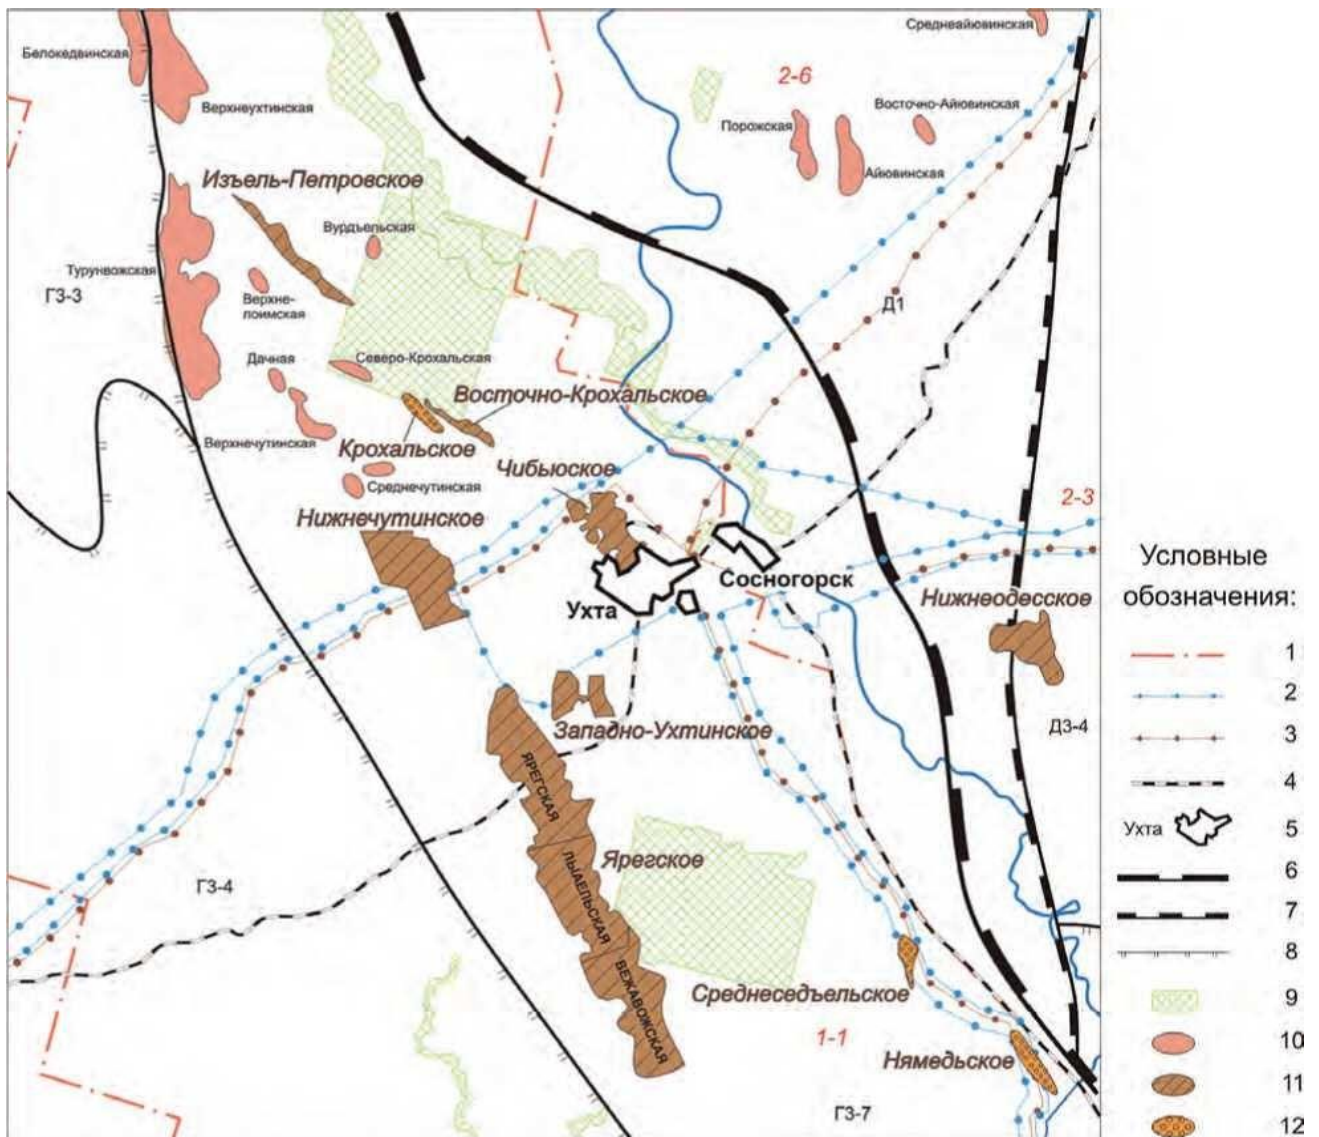 Среднеайювинская
Белокедвинская
2-6
Верхнеухтинская
Восточно-Айювинская
Порожская
Айювинская
Изъель-Петровское
Вурдъельская
Турунвожская
Г3-3
Верхне-
лоимская
Д1
Дачная
Северо-Крохальская
Восточно-Крохальское
Верхнечутинская
Крохальское
Чибьюское
Среднечутинская
Нижнечутинское
2-3
Сосногорск
Ухта
Нижнеодесское
Западно-Ухтинское
Д3-4
ЯРЕГСКАЯ
Ярегское
ЛЫАЕЛЬСКАЯ
Г3-4
ВЕЖАВОЖСКАЯ
Среднеседъельское
1-1
Нямедьское
Г3-7
Условные
обозначения:
1
2
3
4
Ухта 5
6
7
8
9
10
11
12